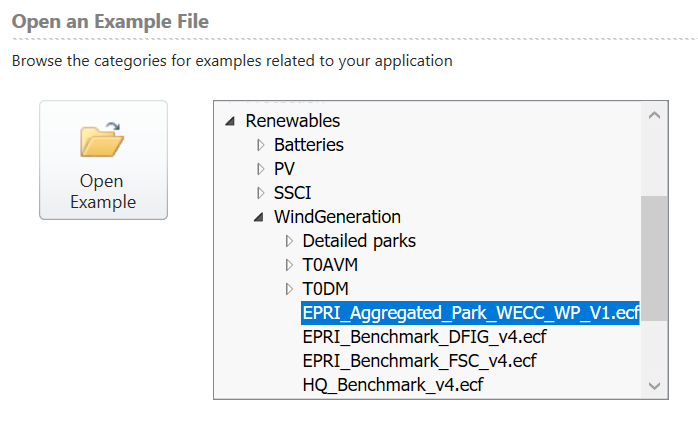 Open an Example File
Browse the categories for examples related to your application
Open
Example
Renewables
Batteries
PV
SSCI
WindGeneration
Detailed parks
T0AVM
T0DM
EPRI_Aggregated_Park_WECC_WP_V1.ecf
EPRI_Benchmark_DFIG_v4.ecf
EPRI_Benchmark_FSC_v4.ecf
HQ_Benchmark_v4.ecf